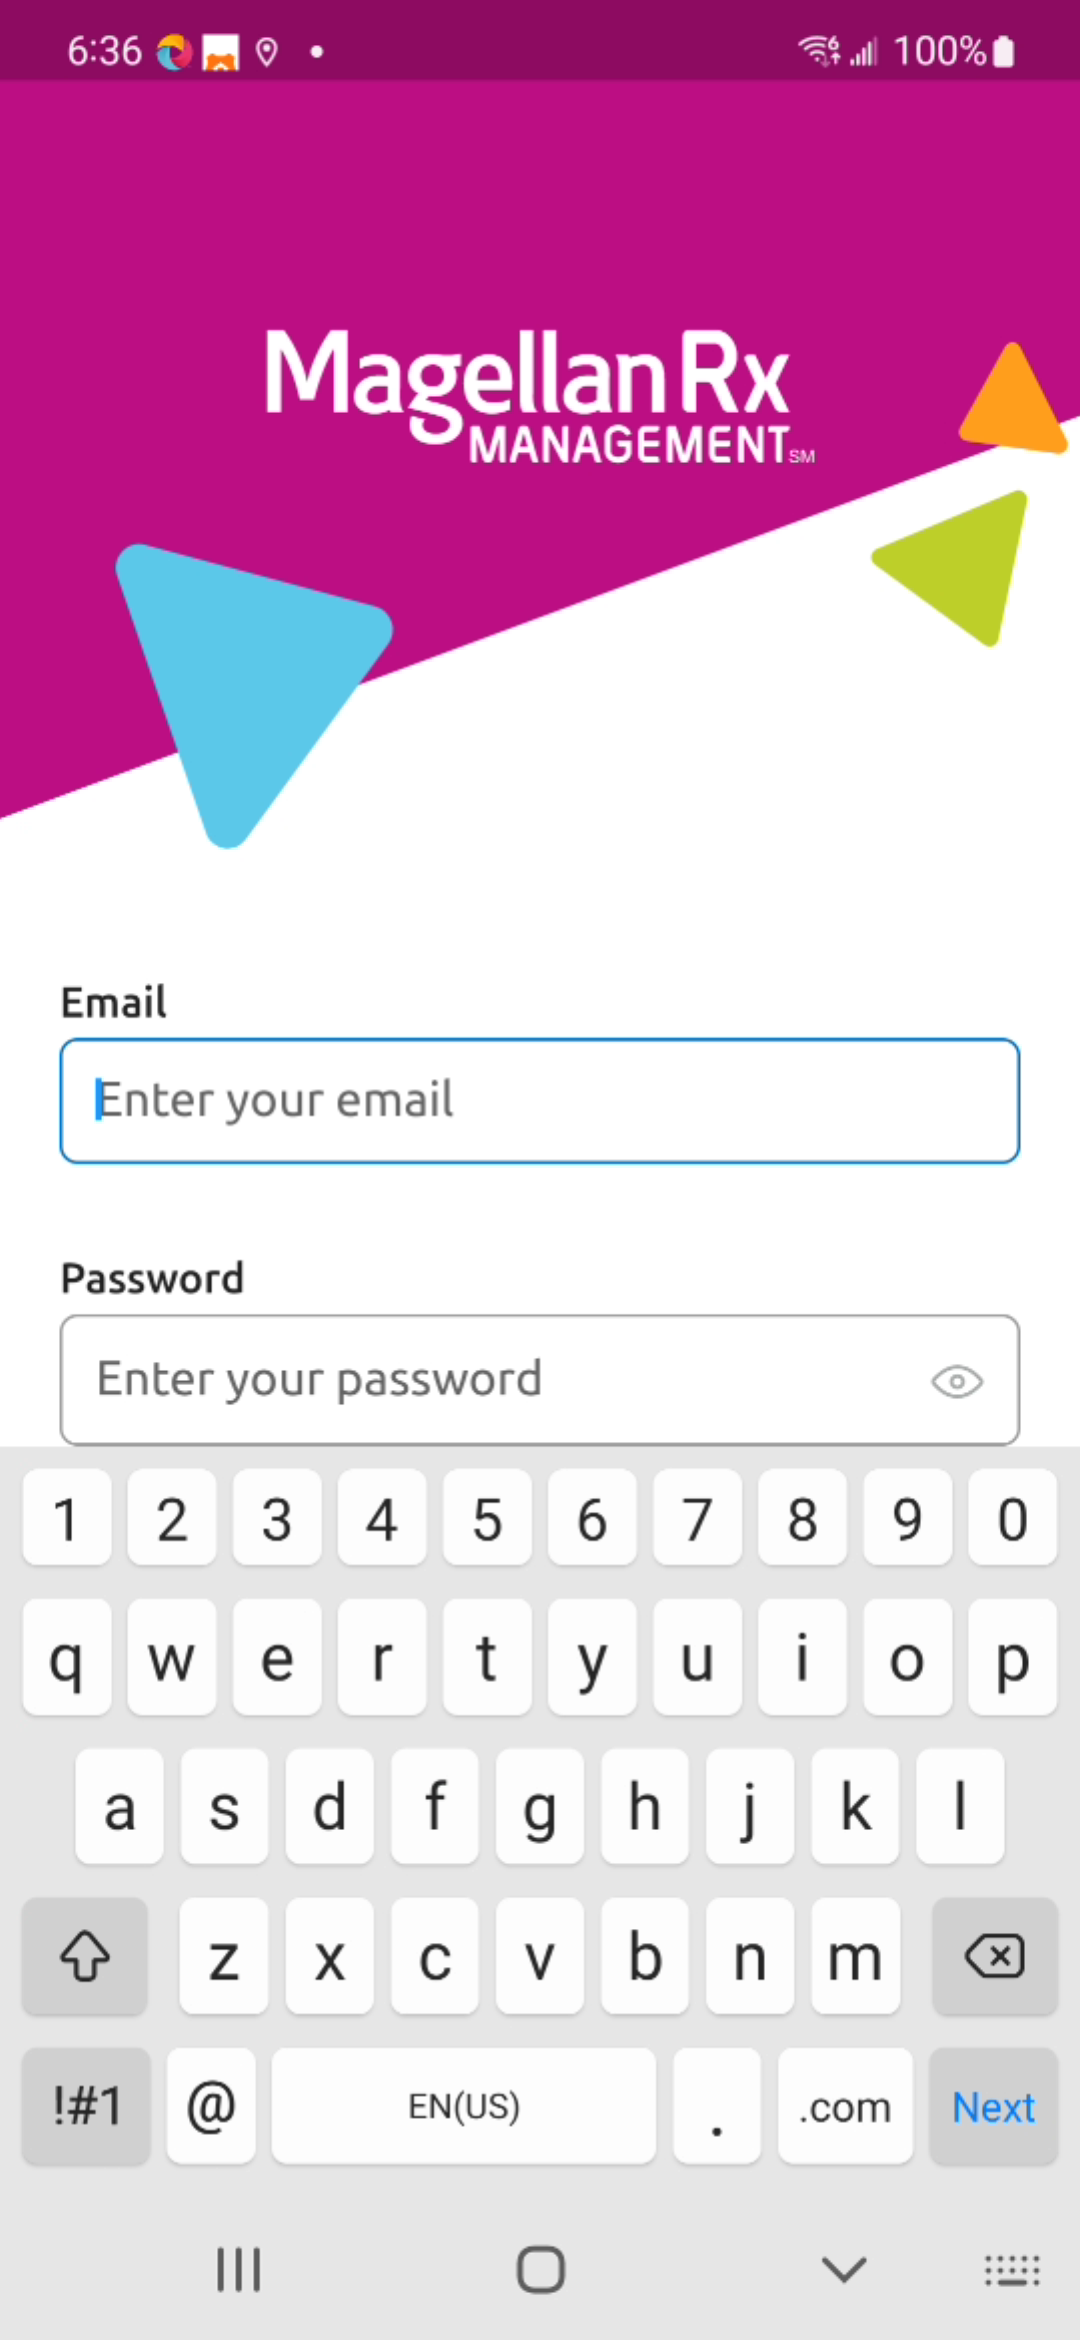 6:36 100%
MagellanRx
MANAGEMENT SM
Email
Enter your email
Password
Enter your password
1 2 3 4 5 6 7 8 9 0
q w e r t y u i o p
a s d f g h j k l
z x c v b n m
!#1 @ EN(US) . .com Next